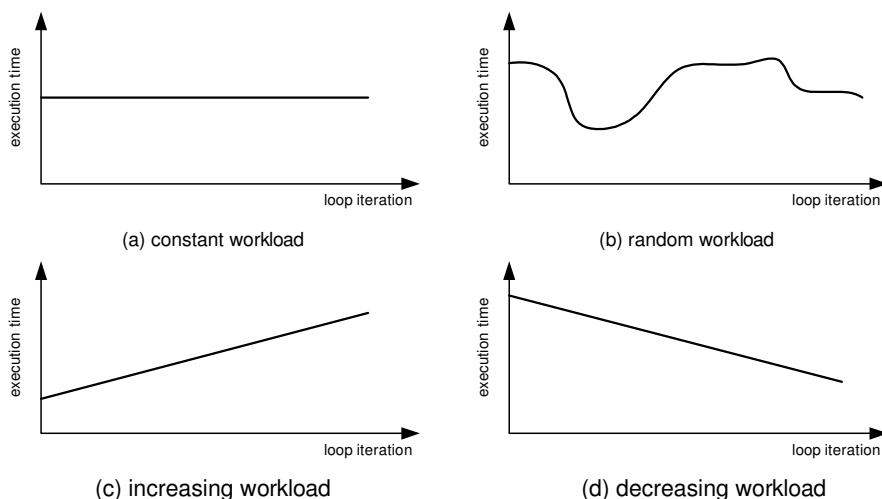 execution time
loop iteration
(a) constant workload
execution time
loop iteration
(b) random workload
execution time
loop iteration
(c) increasing workload
execution time
loop iteration
(d) decreasing workload